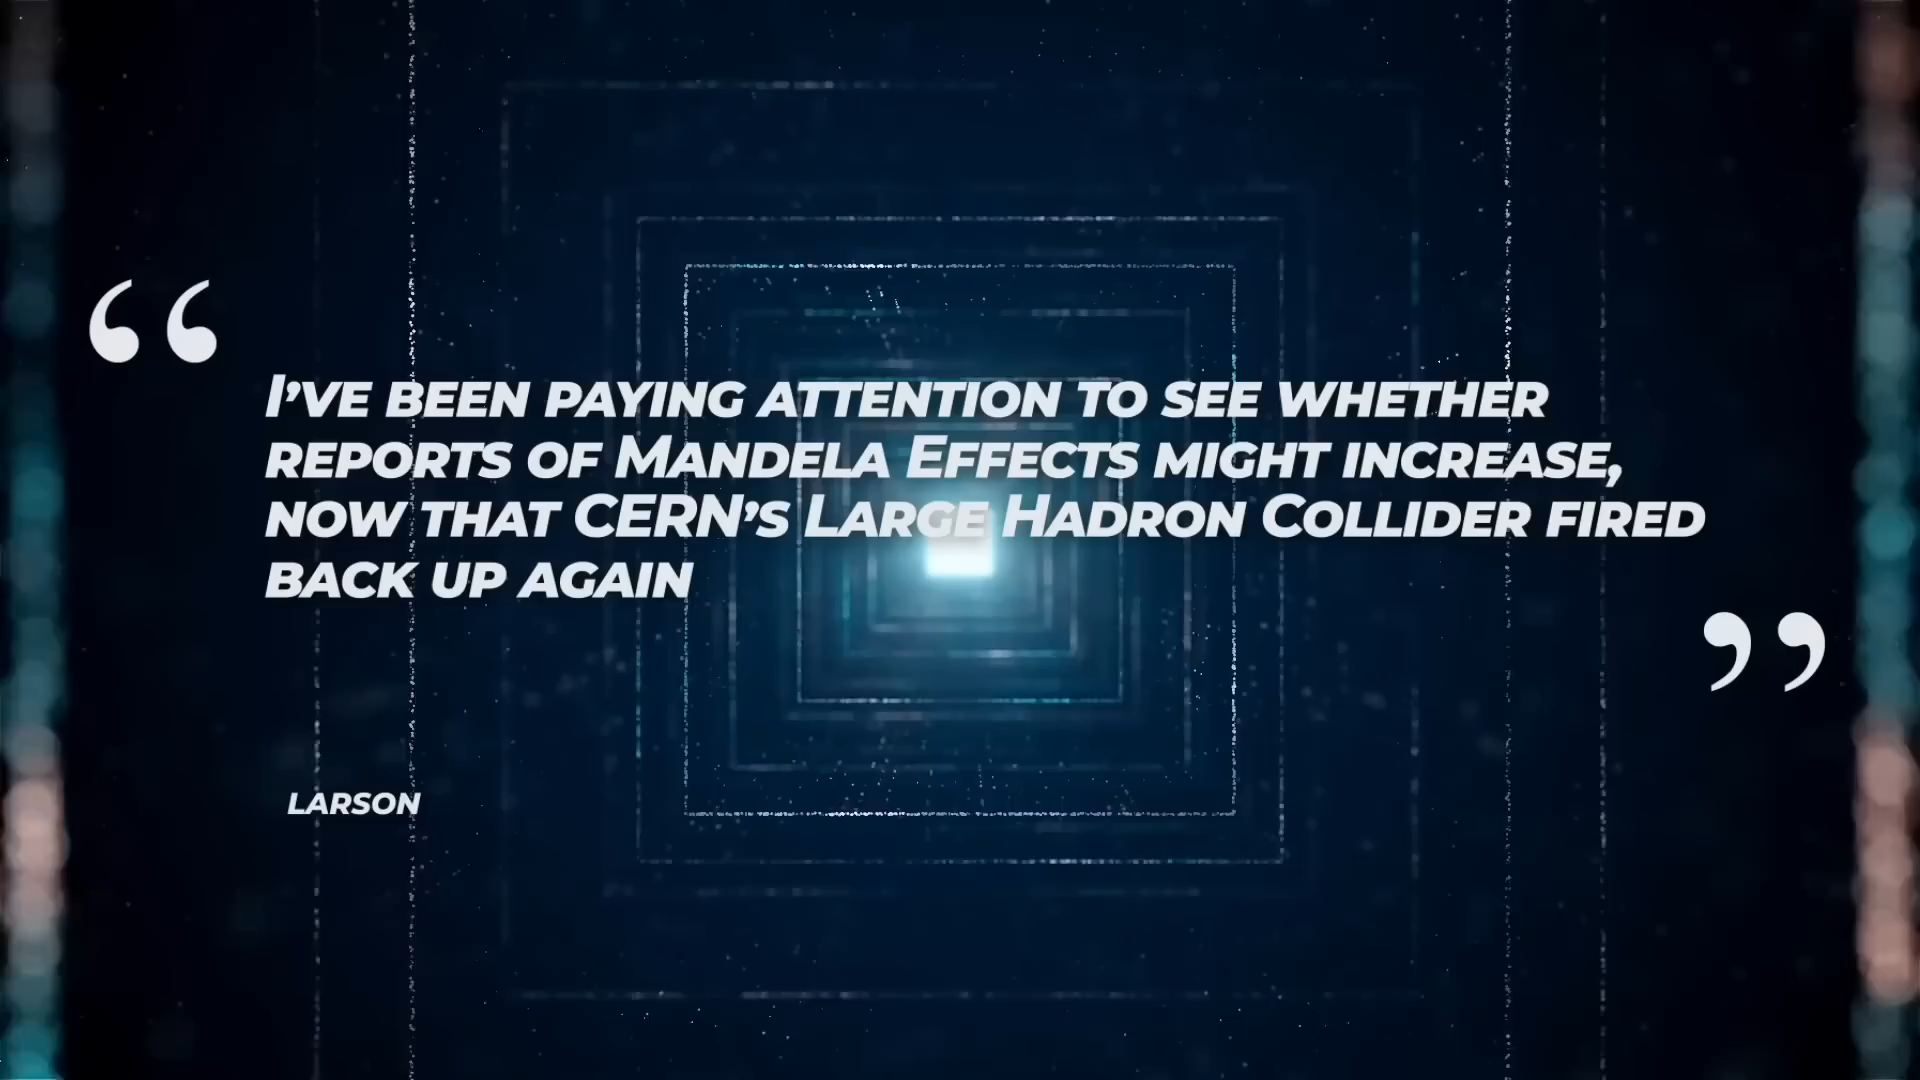 “
I’VE BEEN PAYING ATTENTION TO SEE WHETHER
REPORTS OF MANDELA EFFECTS MIGHT INCREASE,
NOW THAT CERN’S LARGE HADRON COLLIDER FIRED
BACK UP AGAIN
”
LARSON